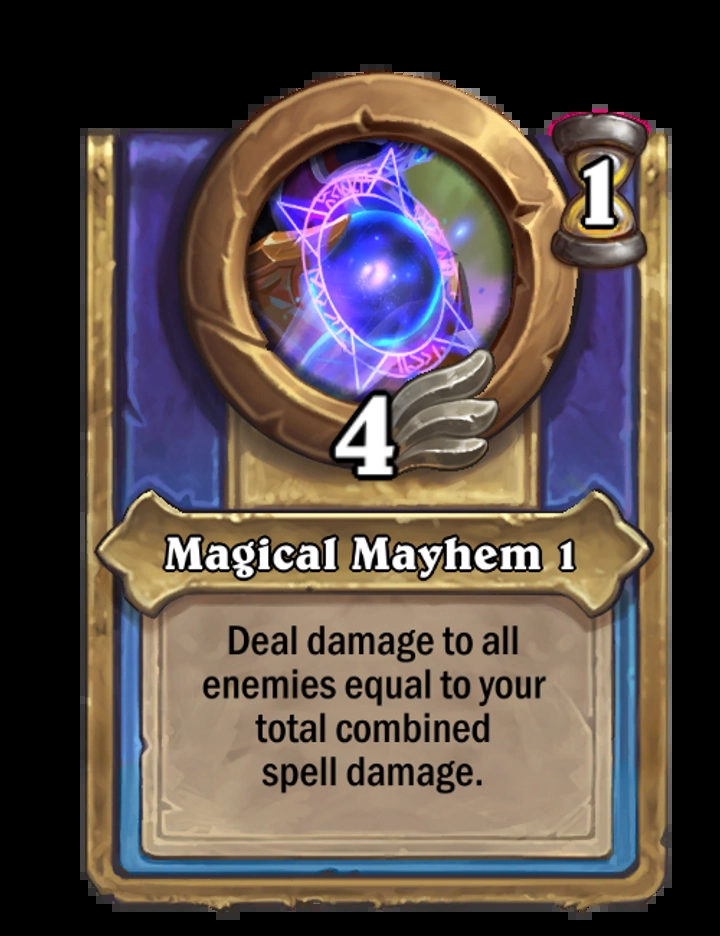 1
4
Magical Mayhem 1
Deal damage to all
enemies equal to your
total combined
spell damage.